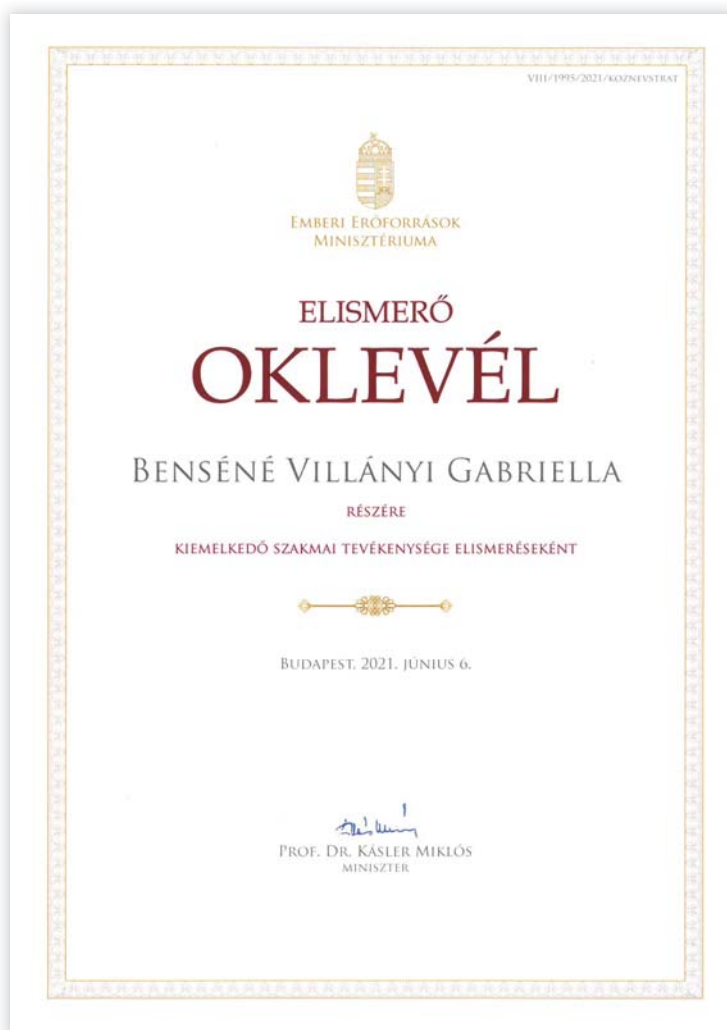 VIII/1995/2021/KOZNEVSTRAT
EMBERI ERŐFORRÁSOK
MINISZTÉRIUMA
ELISMERŐ
OKLEVÉL
BENSÉNÉ VILLÁNYI GABRIELLA
RÉSZÉRE
KIEMELKEDŐ SZAKMAI TEVÉKENYSÉGE ELISMERÉSEKÉNT
BUDAPEST, 2021. JÚNIUS 6.
PROF. DR. KÁSLER MIKLÓS
MINISZTER